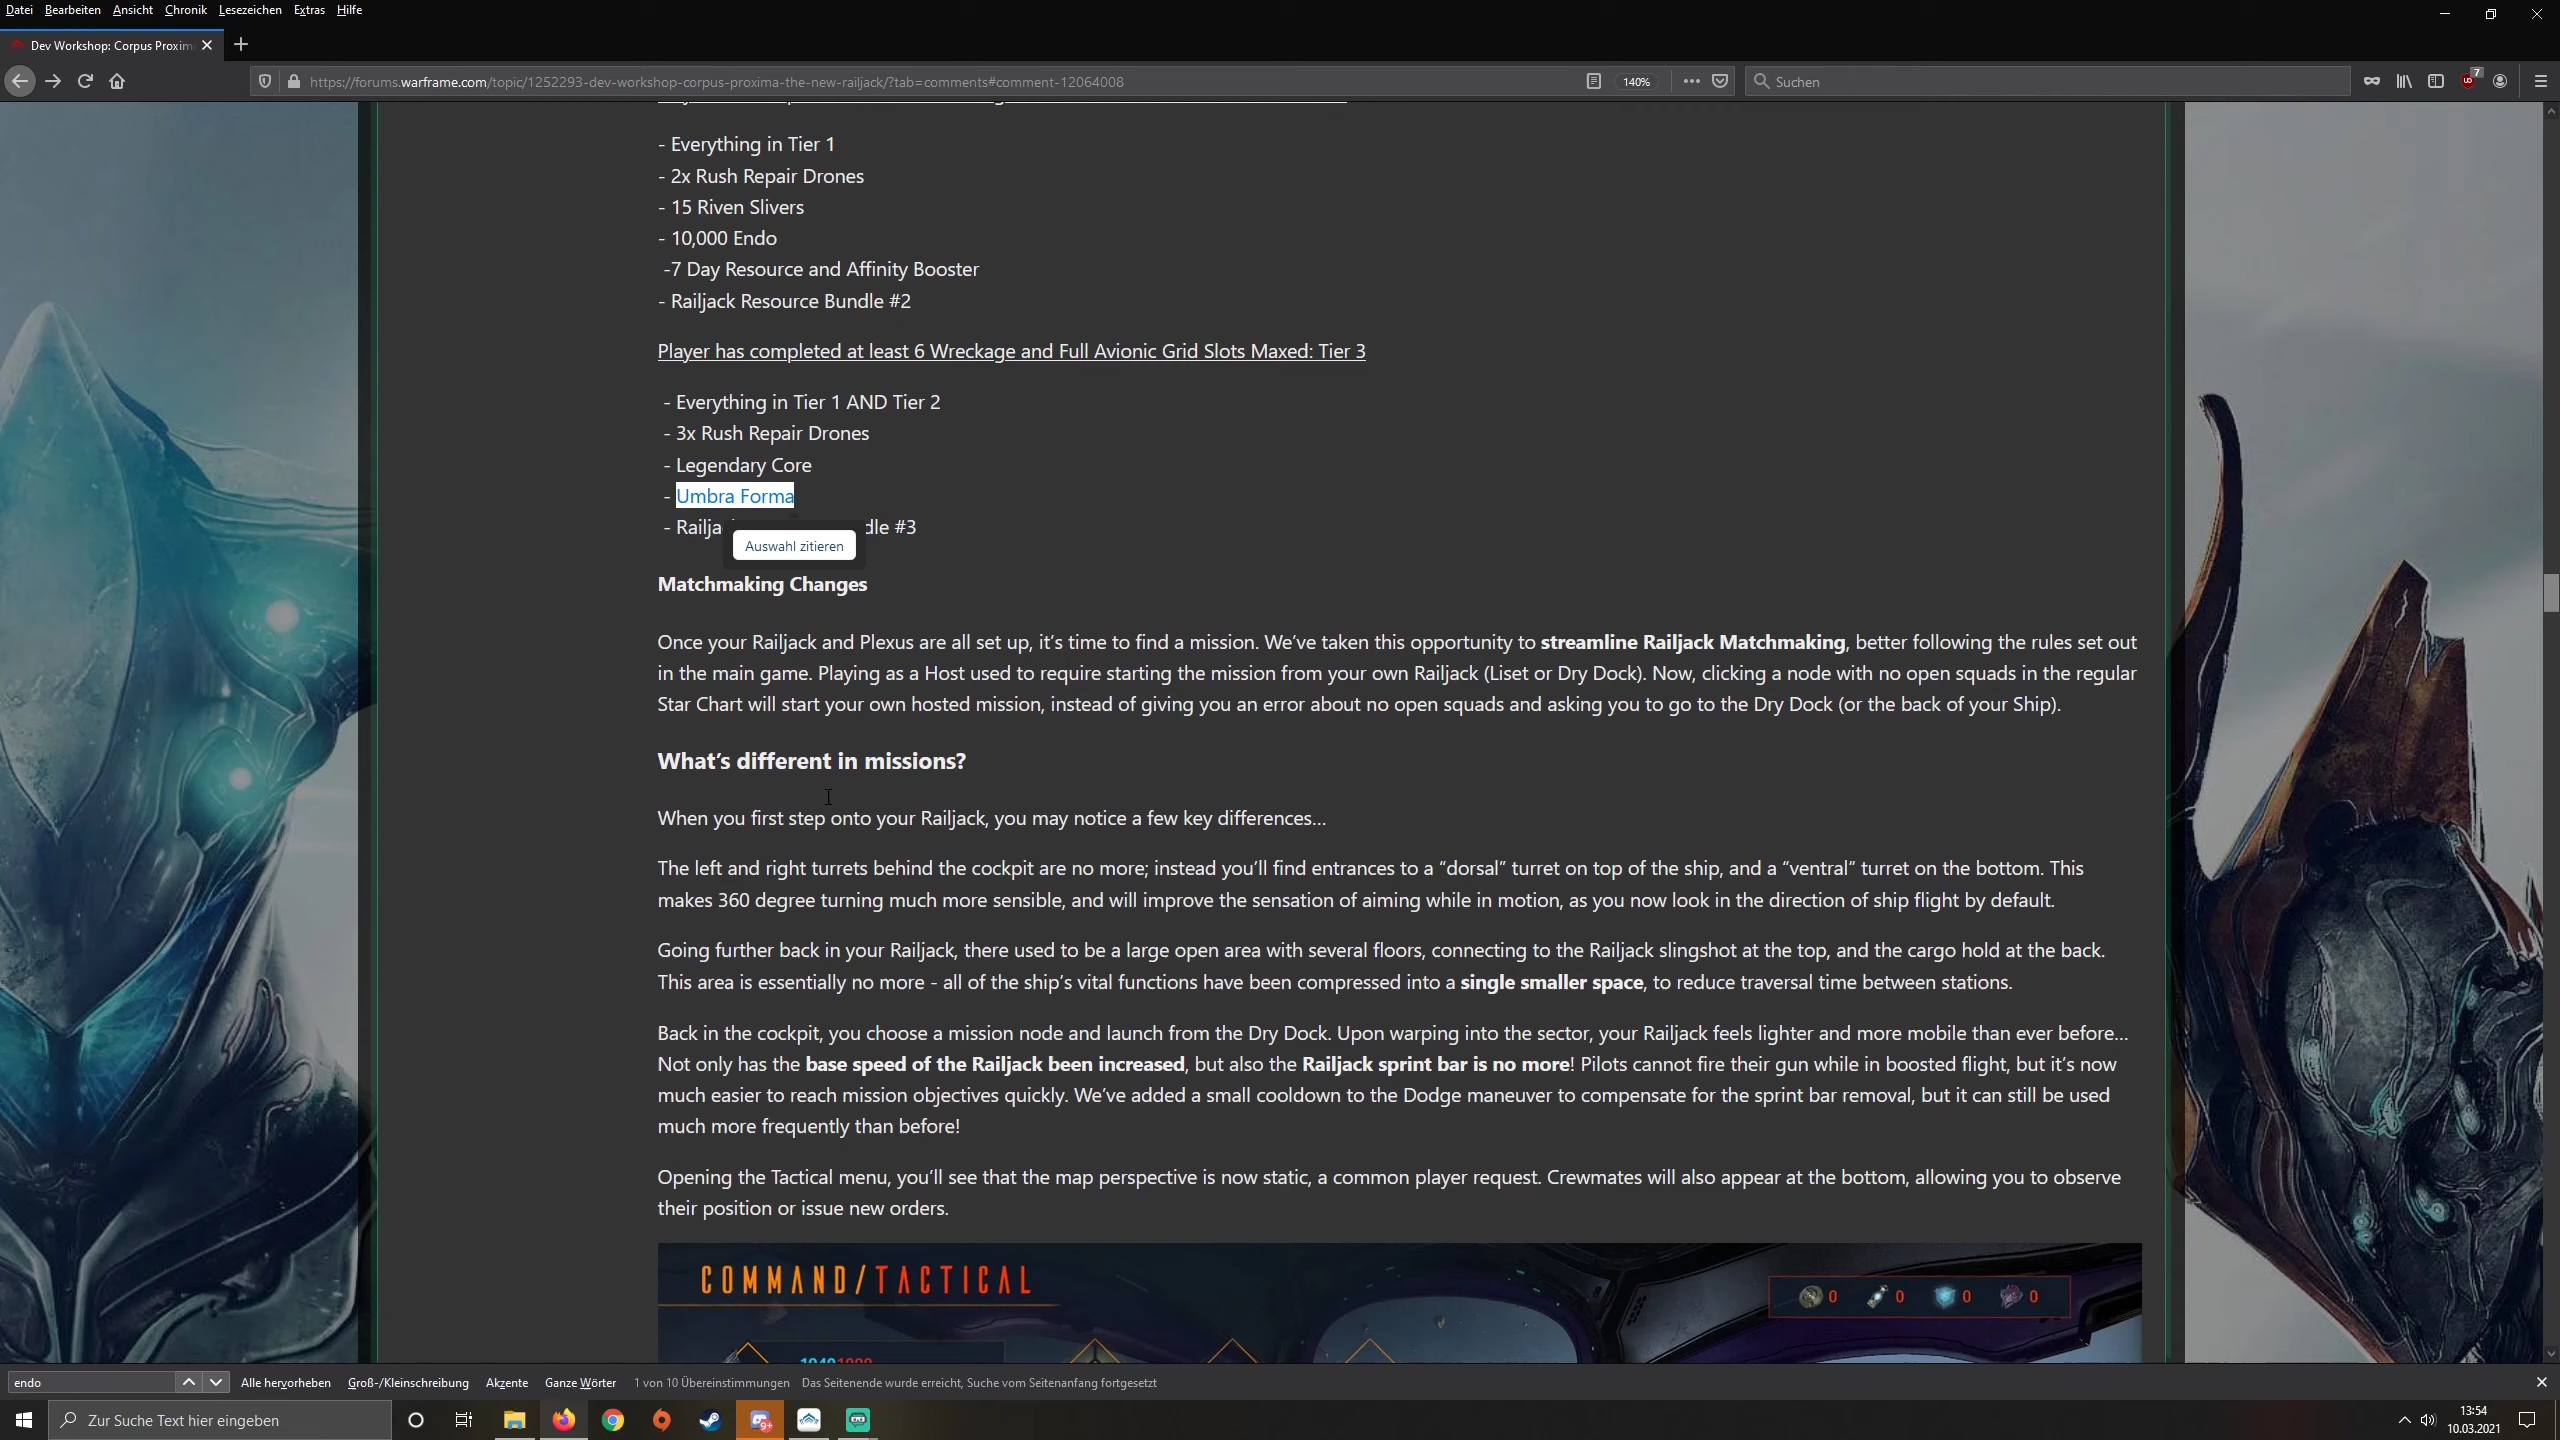 Datei Bearbeiten Ansicht Chronik Lesezeichen Extras Hilfe
Dev Workshop: Corpus Proxim
https://forums.warframe.com/topic/1252293-dev-workshop-corpus-proxima-the-new-railjack/?tab=comments#comment-12064008
140%
Suchen
7
- Everything in Tier 1
- 2x Rush Repair Drones
- 15 Riven Slivers
- 10,000 Endo
-7 Day Resource and Affinity Booster
- Railjack Resource Bundle #2
Player has completed at least 6 Wreckage and Full Avionic Grid Slots Maxed: Tier 3
- Everything in Tier 1 AND Tier 2
- 3x Rush Repair Drones
- Legendary Core
- Umbra Forma
- Railja dle #3
Auswahl zitieren
Matchmaking Changes
Once your Railjack and Plexus are all set up, it's time to find a mission. We've taken this opportunity to streamline Railjack Matchmaking, better following the rules set out
in the main game. Playing as a Host used to require starting the mission from your own Railjack (Liset or Dry Dock). Now, clicking a node with no open squads in the regular
Star Chart will start your own hosted mission, instead of giving you an error about no open squads and asking you to go to the Dry Dock (or the back of your Ship).
What's different in missions?
When you first step onto your Railjack, you may notice a few key differences...
The left and right turrets behind the cockpit are no more; instead you'll find entrances to a “dorsal” turret on top of the ship, and a “ventral” turret on the bottom. This
makes 360 degree turning much more sensible, and will improve the sensation of aiming while in motion, as you now look in the direction of ship flight by default.
Going further back in your Railjack, there used to be a large open area with several floors, connecting to the Railjack slingshot at the top, and the cargo hold at the back.
This area is essentially no more - all of the ship's vital functions have been compressed into a single smaller space, to reduce traversal time between stations.
Back in the cockpit, you choose a mission node and launch from the Dry Dock. Upon warping into the sector, your Railjack feels lighter and more mobile than ever before...
Not only has the base speed of the Railjack been increased, but also the Railjack sprint bar is no more! Pilots cannot fire their gun while in boosted flight, but it's now
much easier to reach mission objectives quickly. We've added a small cooldown to the Dodge maneuver to compensate for the sprint bar removal, but it can still be used
much more frequently than before!
Opening the Tactical menu, you'll see that the map perspective is now static, a common player request. Crewmates will also appear at the bottom, allowing you to observe
their position or issue new orders.
COMMAND/TACTICAL
0 0 0 0
endo
Alle hervorheben Groß-/Kleinschreibung Akzente Ganze Wörter 1 von 10 Übereinstimmungen Das Seitenende wurde erreicht, Suche vom Seitenanfang fortgesetzt
Zur Suche Text hier eingeben
9+
13:54
10.03.2021